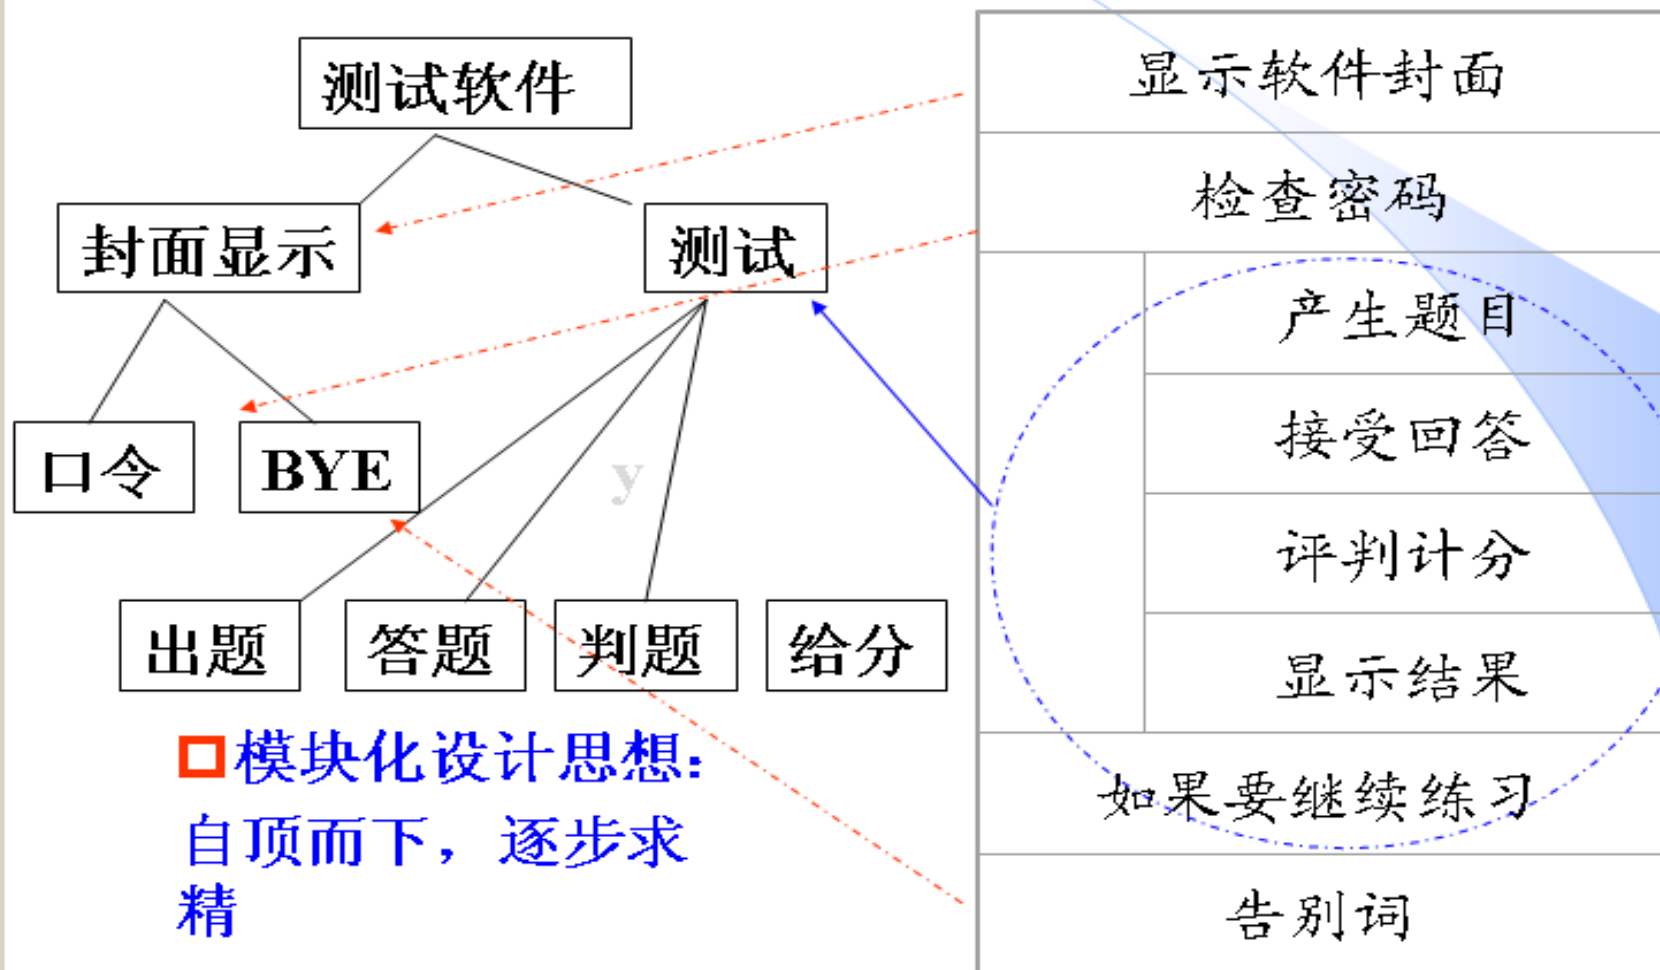 测试软件
封面显示
测试
口令
BYE
y
出题
答题
判题
给分
模块化设计思想：
自顶而下，逐步求
精
显示软件封面
检查密码
产生题目
接受回答
评判计分
显示结果
如果要继续练习
告别词